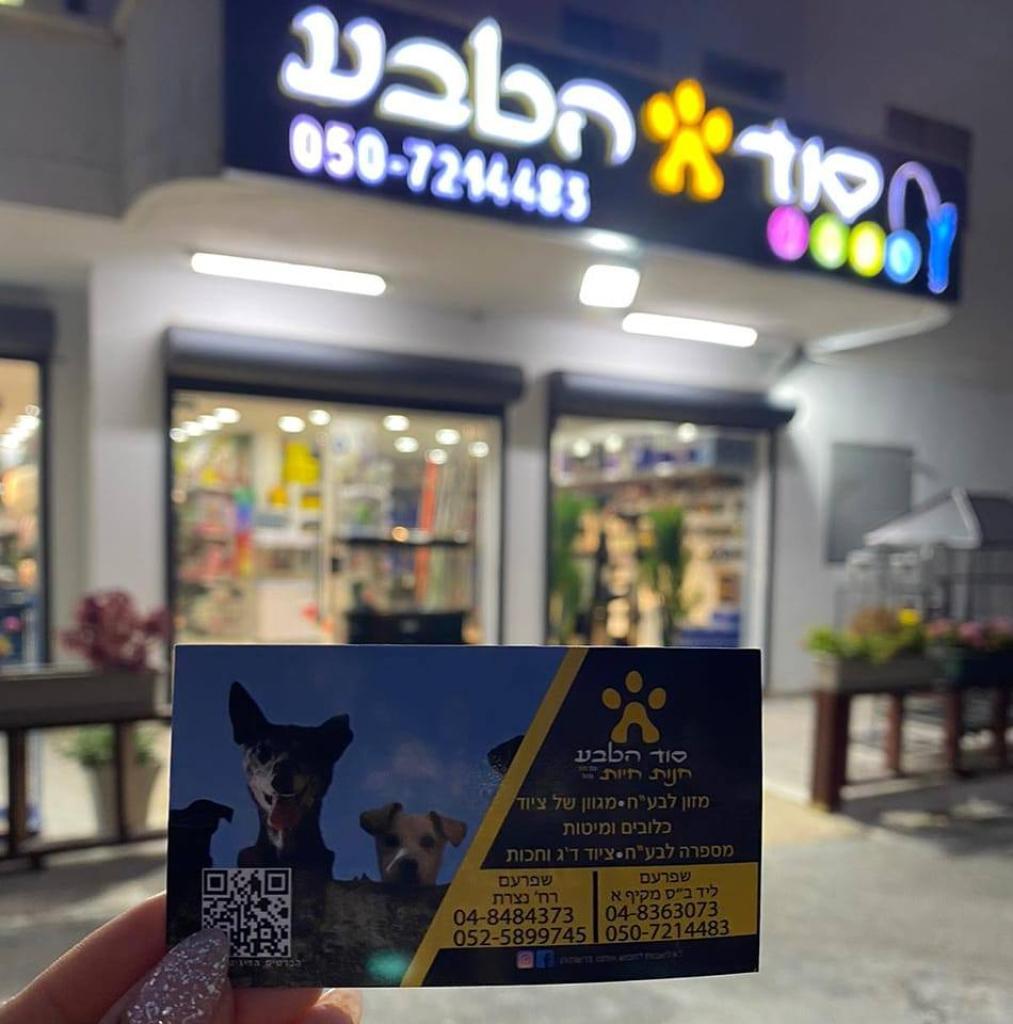 סוד הטבע
050-7214483
סוד הטבע
חנות חיות
מזון לבע"ח•מגוון של ציוד
כלובים ומיטות
מספרה לבע"ח•ציוד דיג וחכות
שפרעם
ליד ב"ס מקיף א
04-8363073
050-7214483
שפרעם
רח' נצרת
04-8484373
052-5899745